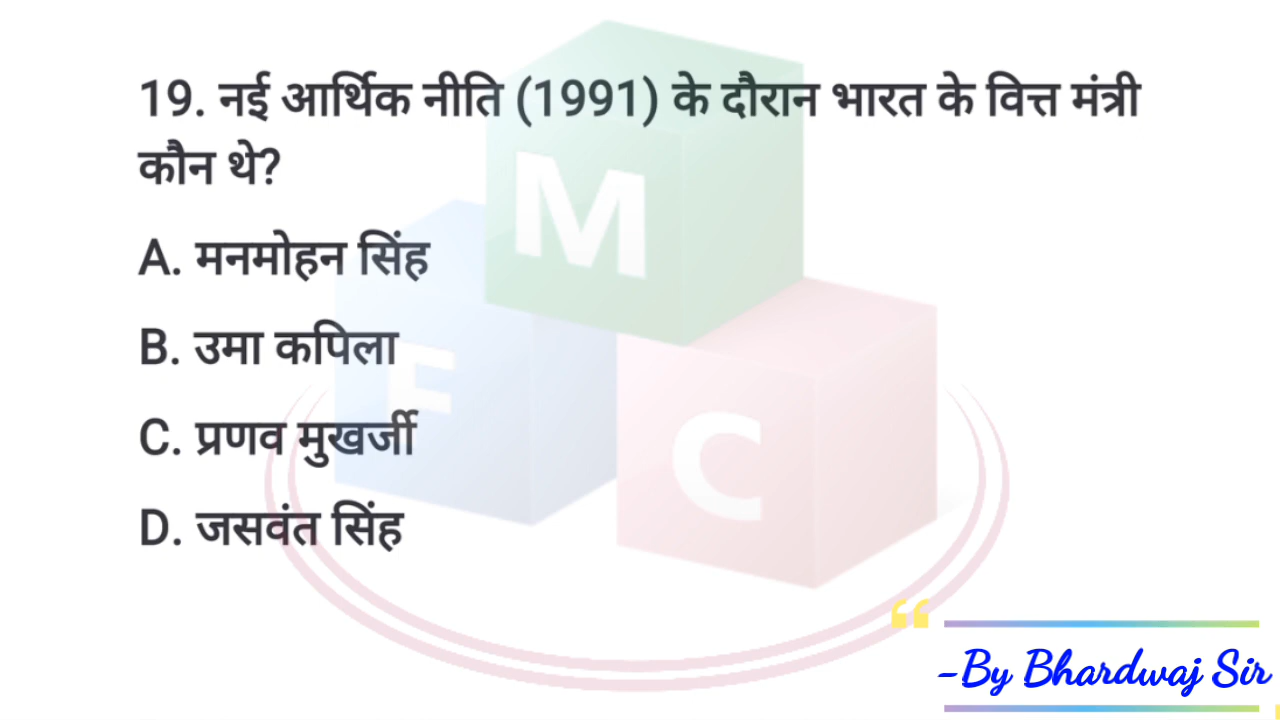 19. नई आर्थिक नीति (1991) के दौरान भारत के वित्त मंत्री
कौन थे?
A. मनमोहन सिंह
B. उमा कपिला
C. प्रणव मुखर्जी
D. जसवंत सिंह
M
F
C
“
-By Bhardwaj Sir